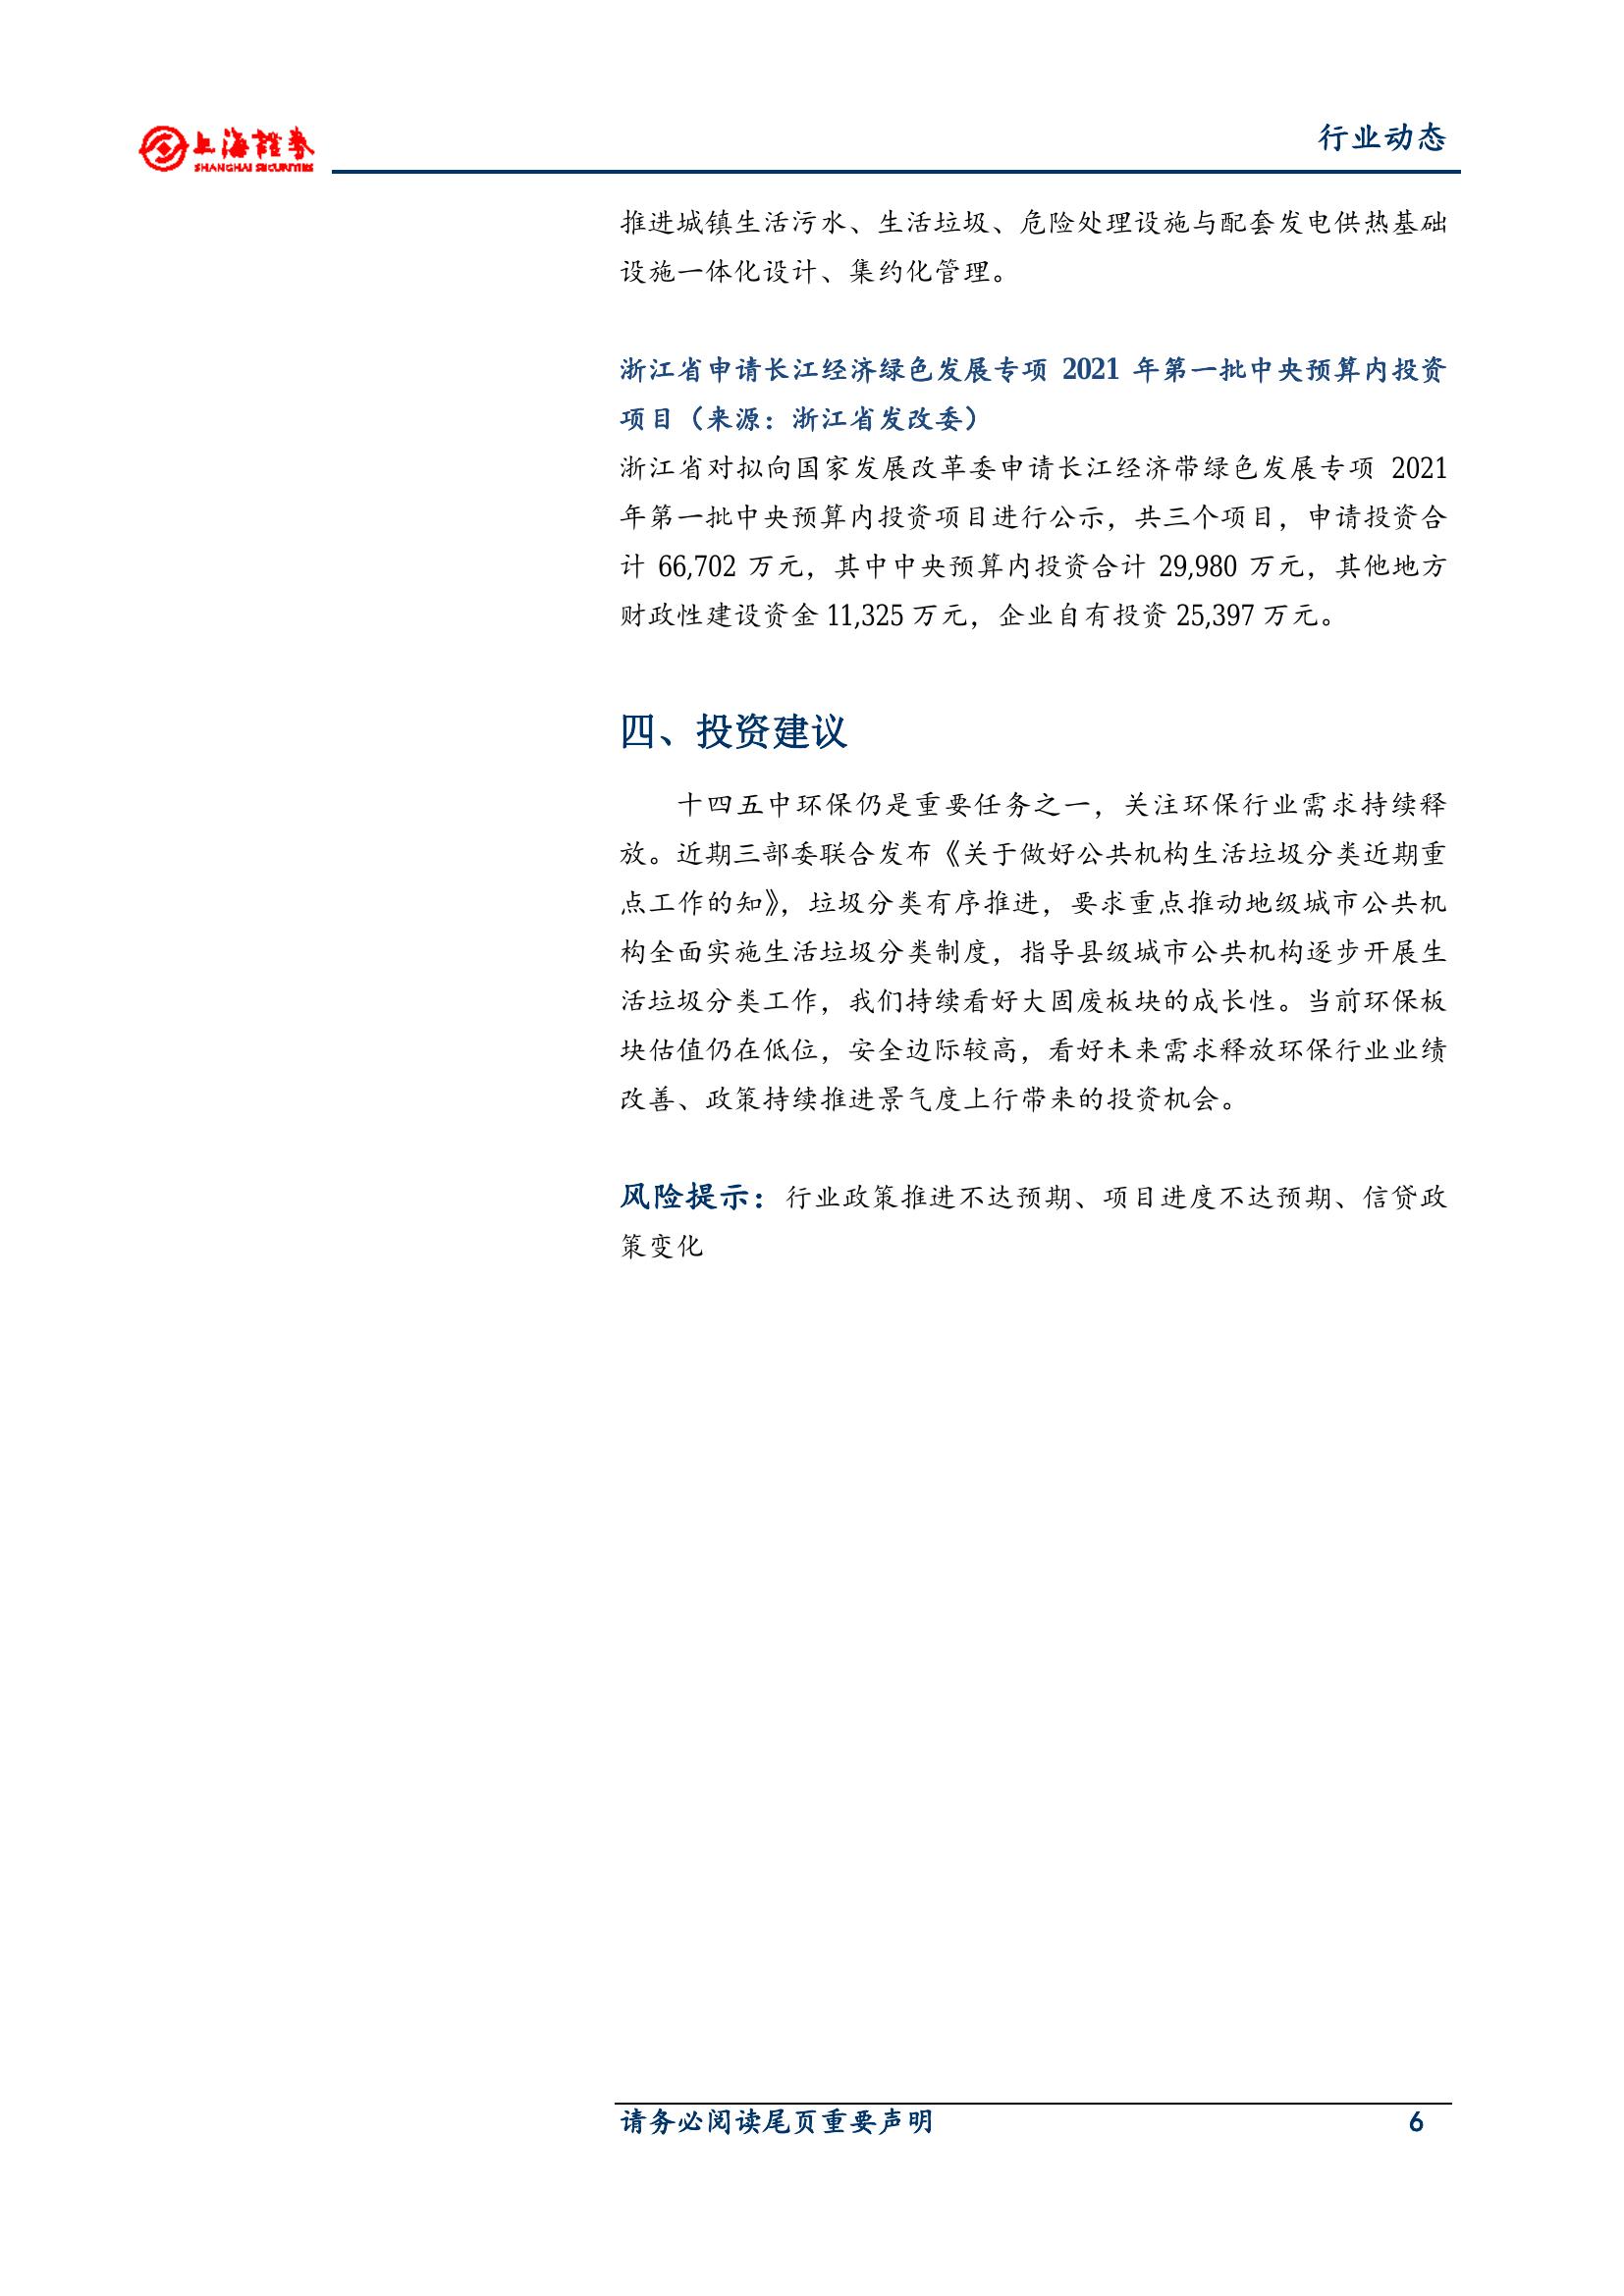 上海證券
SHANGHAI SECURITIES
行业动态
推进城镇生活污水、生活垃圾、危险处理设施与配套发电供热基础
设施一体化设计、集约化管理。
浙江省申请长江经济绿色发展专项 2021 年第一批中央预算内投资
项目（来源：浙江省发改委）
浙江省对拟向国家发展改革委申请长江经济带绿色发展专项 2021
年第一批中央预算内投资项目进行公示，共三个项目，申请投资合
计 66,702 万元，其中中央预算内投资合计 29,980 万元，其他地方
财政性建设资金 11,325 万元，企业自有投资 25,397 万元。
四、投资建议
十四五中环保仍是重要任务之一，关注环保行业需求持续释
放。近期三部委联合发布《关于做好公共机构生活垃圾分类近期重
点工作的知》，垃圾分类有序推进，要求重点推动地级城市公共机
构全面实施生活垃圾分类制度，指导县级城市公共机构逐步开展生
活垃圾分类工作，我们持续看好大固废板块的成长性。当前环保板
块估值仍在低位，安全边际较高，看好未来需求释放环保行业业绩
改善、政策持续推进景气度上行带来的投资机会。
风险提示：行业政策推进不达预期、项目进度不达预期、信贷政
策变化
请务必阅读尾页重要声明 6